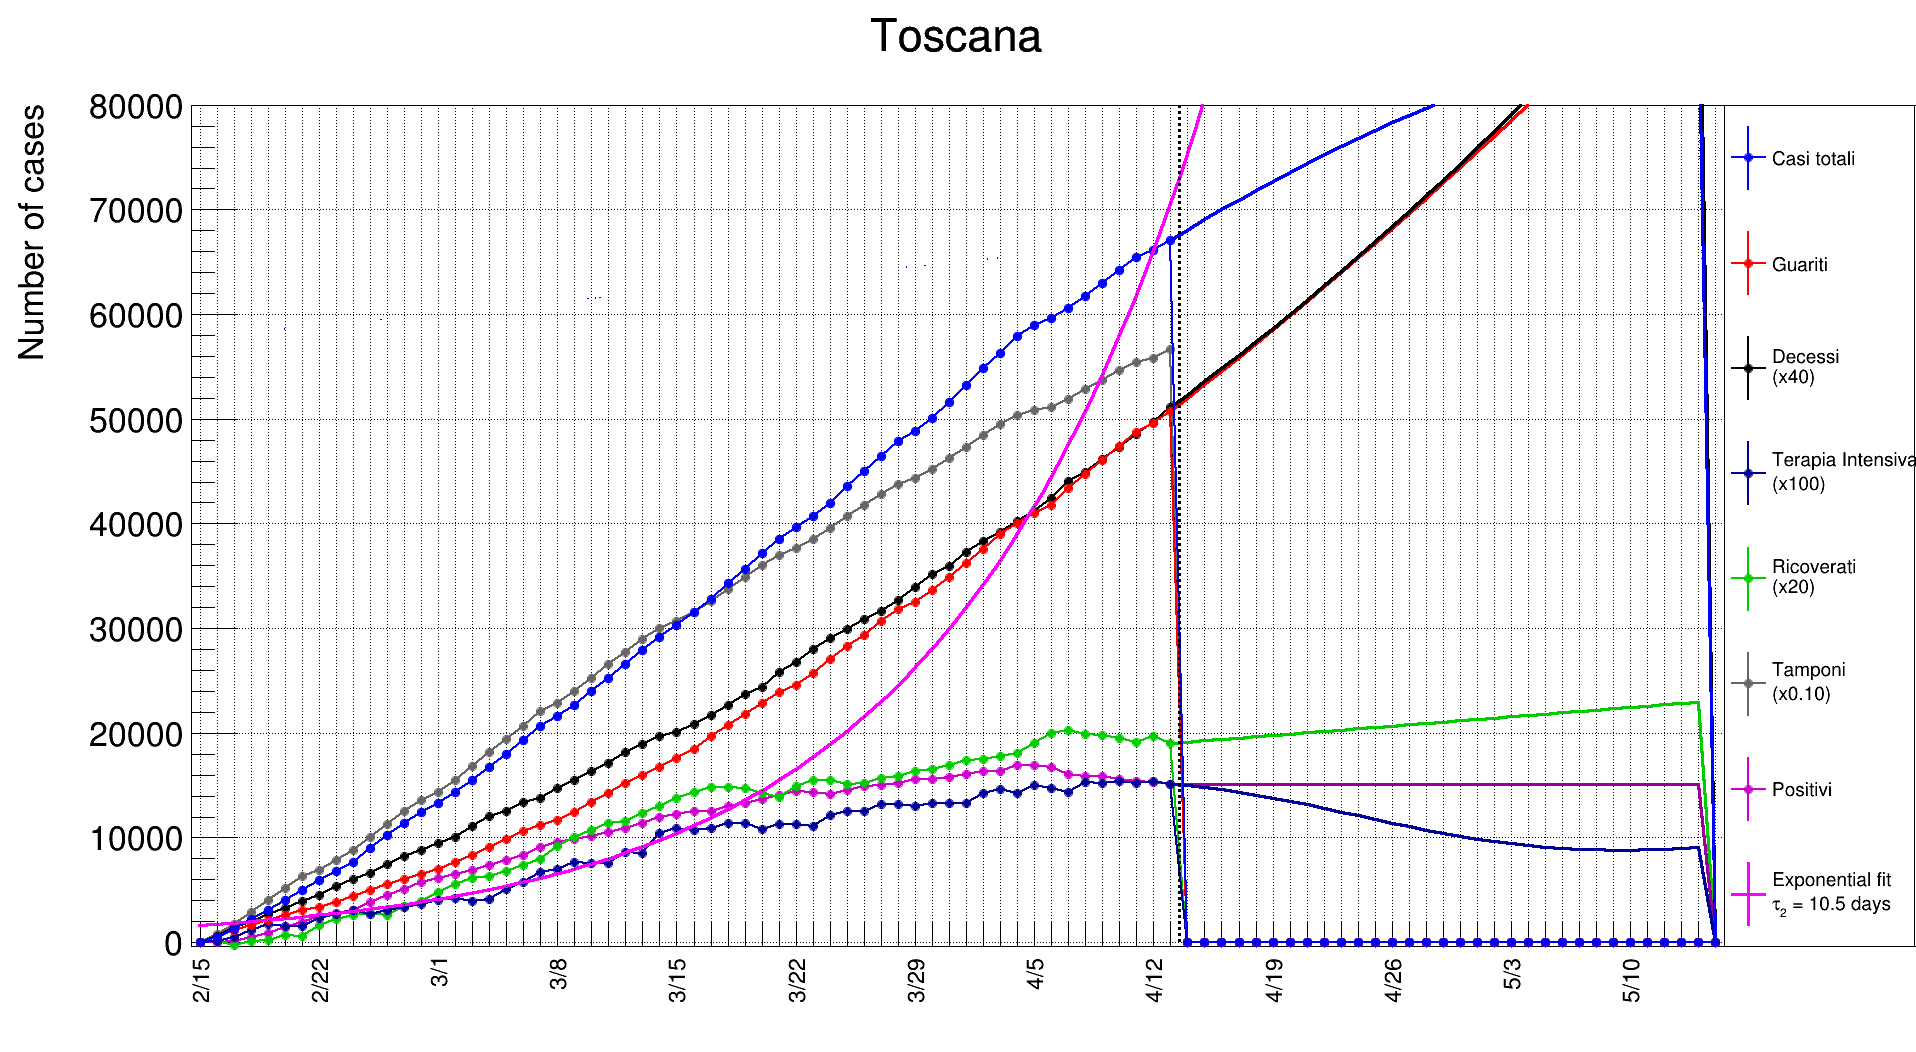 Toscana
Number of cases
80000
70000
60000
50000
40000
30000
20000
10000
0
2/15
2/22
3/1
3/8
3/15
3/22
3/29
4/5
4/12
4/19
4/26
5/3
5/10
Casi totali
Guariti
Decessi
(x40)
Terapia Intensiva
(x100)
Ricoverati
(x20)
Tamponi
(x0.10)
Positivi
Exponential fit
τ₂ = 10.5 days